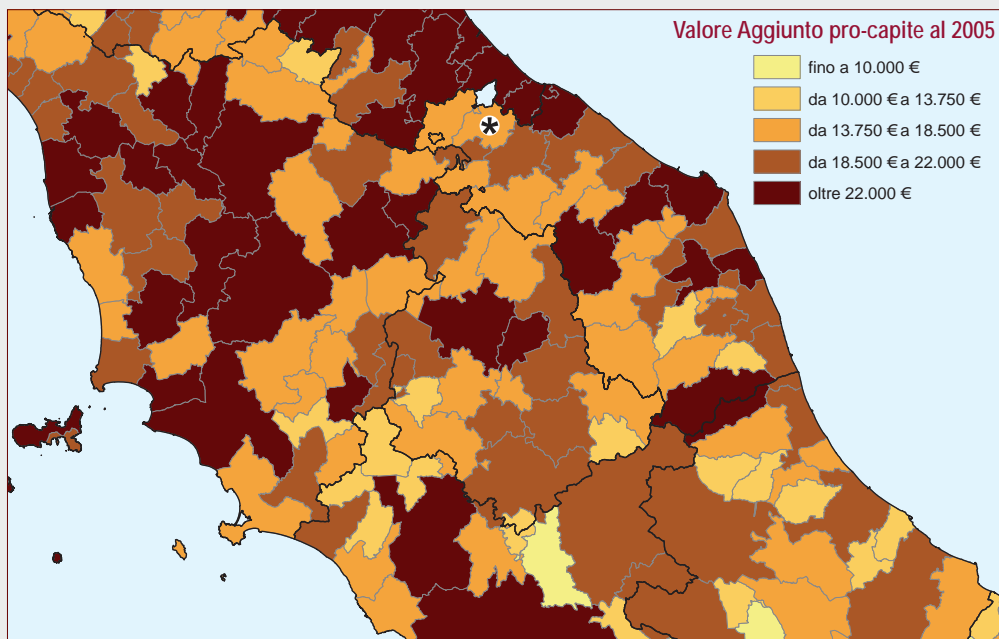 Valore Aggiunto pro-capite al 2005
fino a 10.000 €
da 10.000 € a 13.750 €
da 13.750 € a 18.500 €
da 18.500 € a 22.000 €
oltre 22.000 €
*